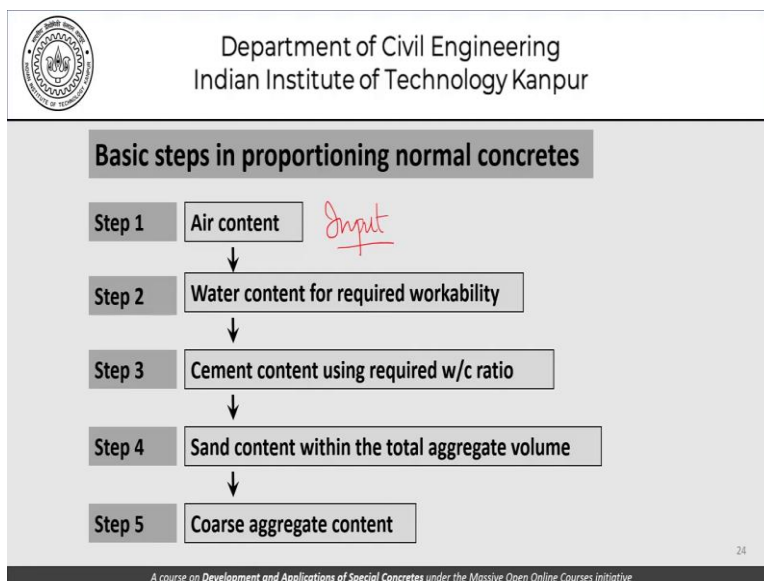 Department of Civil Engineering
Indian Institute of Technology Kanpur
Basic steps in proportioning normal concretes
Step 1 Air content Input
Step 2 Water content for required workability
Step 3 Cement content using required w/c ratio
Step 4 Sand content within the total aggregate volume
Step 5 Coarse aggregate content
24
A course on Development and Applications of Special Concretes under the Massive Open Online Courses initiative